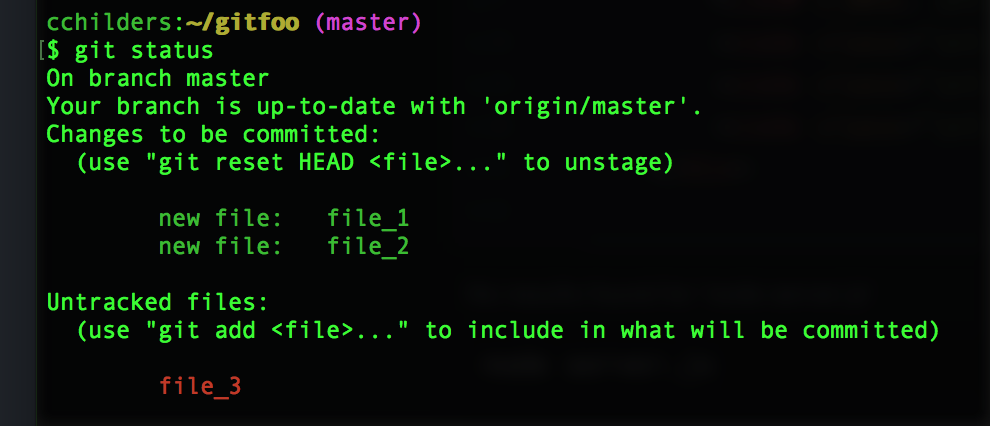 cchilders:~/gitfoo (master)
[$ git status
On branch master
Your branch is up-to-date with 'origin/master'.
Changes to be committed:
(use "git reset HEAD <file>..." to unstage)
new file: file_1
new file: file_2
Untracked files:
(use "git add <file>..." to include in what will be committed)
file_3